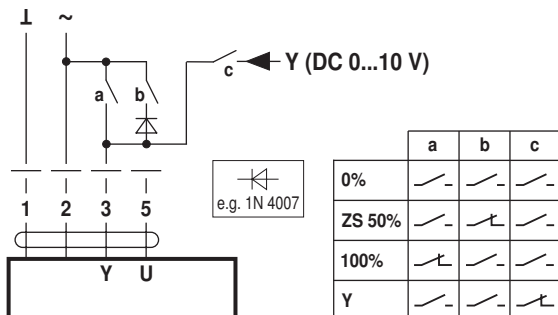 ⊥ ~
a b c Y (DC 0...10 V)
1 2 3 5
Y U
e.g. 1N 4007
a b c
0%
ZS 50%
100%
Y